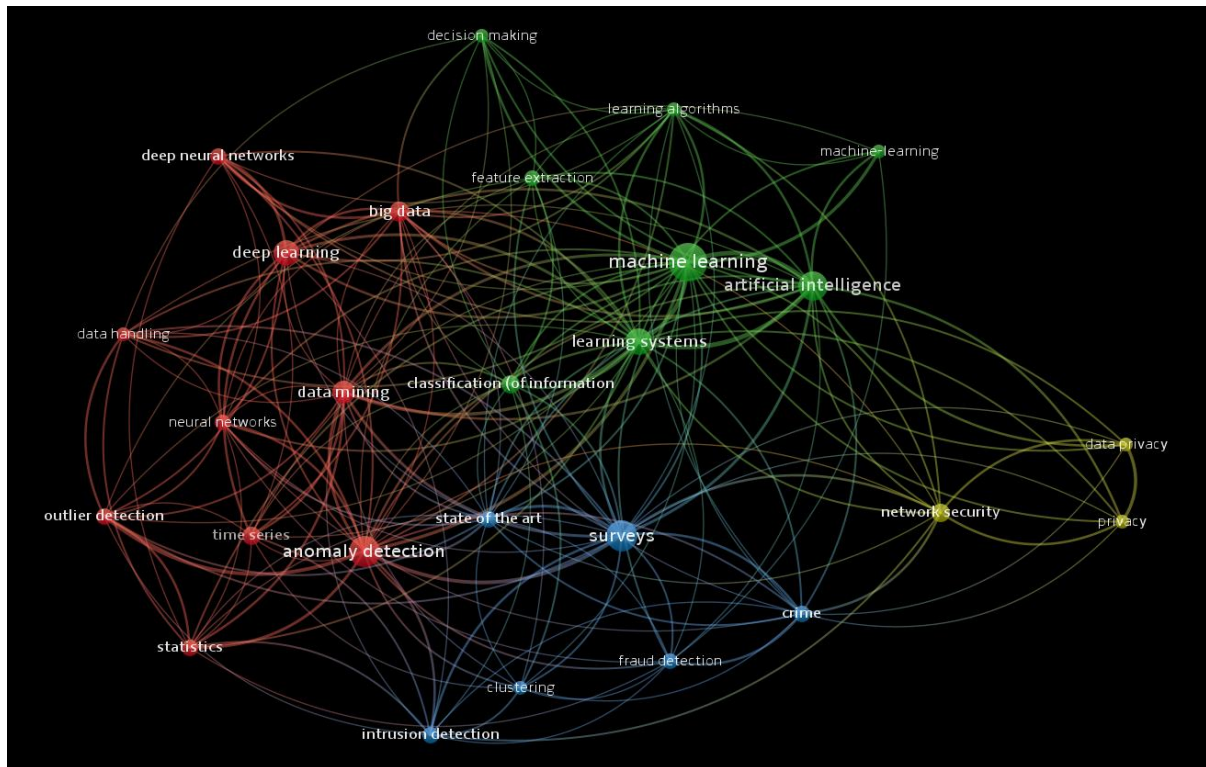 decision making
learning algorithms
machine-learning
deep neural networks
feature extraction
big data
deep learning
machine learning
artificial intelligence
data handling
learning systems
classification (of information
data mining
neural networks
data privacy
outlier detection
state of the art
network security
privacy
time series
surveys
anomaly detection
crime
statistics
fraud detection
clustering
intrusion detection